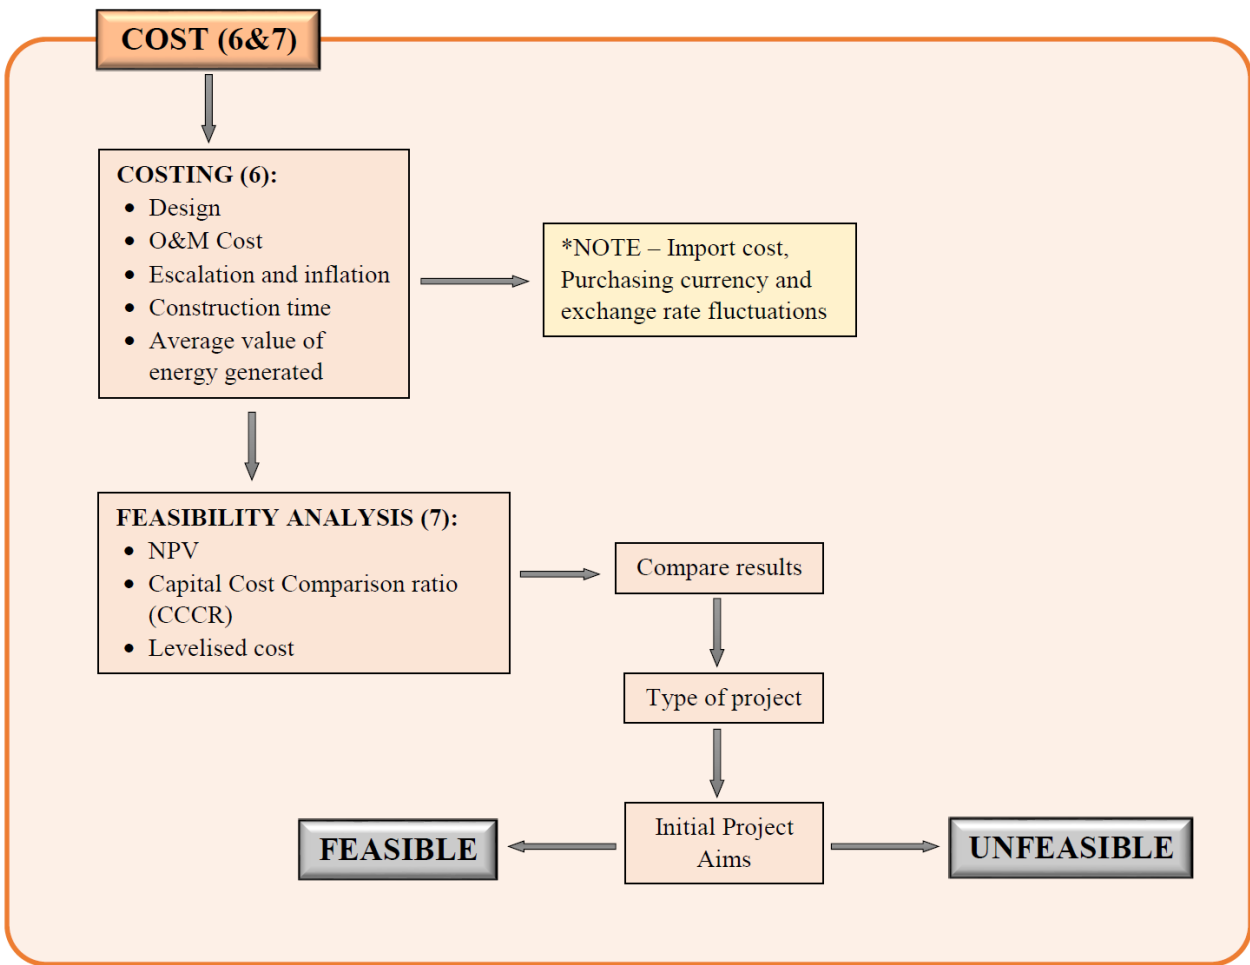 COST (6&7)
COSTING (6):
• Design
• O&M Cost
• Escalation and inflation
• Construction time
• Average value of
energy generated
*NOTE – Import cost,
Purchasing currency and
exchange rate fluctuations
FEASIBILITY ANALYSIS (7):
• NPV
• Capital Cost Comparison ratio
(CCCR)
• Levelised cost
Compare results
Type of project
Initial Project
Aims
FEASIBLE
UNFEASIBLE